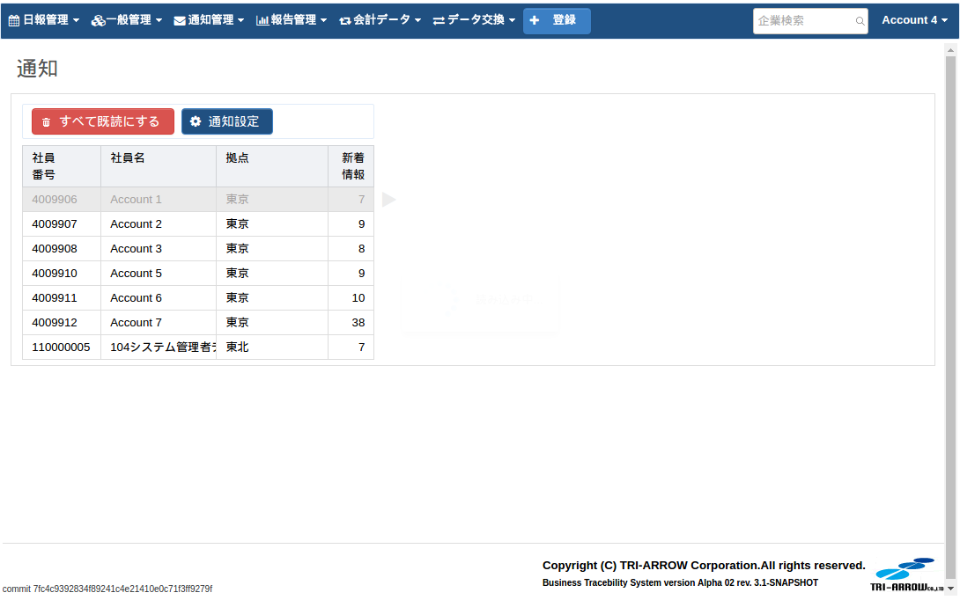 日報管理 一般管理 通知管理 報告管理 会計データ データ交換 登録 企業検索 Account 4
通知
すべて既読にする 通知設定
社員番号 社員名 拠点 新着情報
4009906 Account 1 東京 7
4009907 Account 2 東京 9
4009908 Account 3 東京 8
4009910 Account 5 東京 9
4009911 Account 6 東京 10
4009912 Account 7 東京 38
110000005 104システム管理者 東北 7
Copyright (C) TRI-ARROW Corporation.All rights reserved.
Business Tracebility System version Alpha 02 rev. 3.1-SNAPSHOT
TRI-ARROW CO.,LTD
commit 7fc4c9392834f89241c4e21410e0c71f3ff9279f